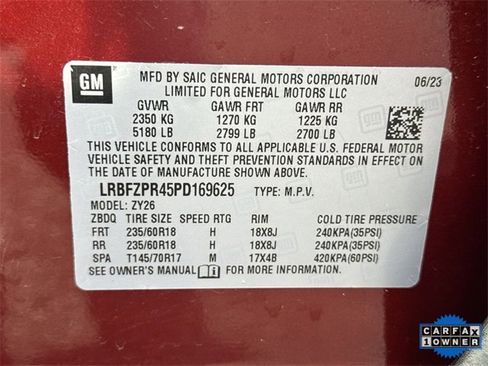 GM
MFD BY SAIC GENERAL MOTORS CORPORATION 06/23
LIMITED FOR GENERAL MOTORS LLC
GVWR GAWR FRT GAWR RR
2350 KG 1270 KG 1225 KG
5180 LB 2799 LB 2700 LB
THIS VEHICLE CONFORMS TO ALL APPLICABLE U.S. FEDERAL MOTOR
VEHICLE SAFETY AND THEFT PREVENTION STANDARDS IN EFFECT ON
THE DATE OF MANUFACTURE SHOWN ABOVE.
LRBFZPR45PD169625 TYPE: M.P.V.
MODEL: ZY26
ZBDQ TIRE SIZE SPEED RTG RIM COLD TIRE PRESSURE
FRT 235/60R18 H 18X8J 240KPA(35PSI)
RR 235/60R18 H 18X8J 240KPA(35PSI)
SPA T145/70R17 M 17X4B 420KPA(60PSI)
SEE OWNER'S MANUAL FOR MORE INFORMATION
CARFAX
1 OWNER